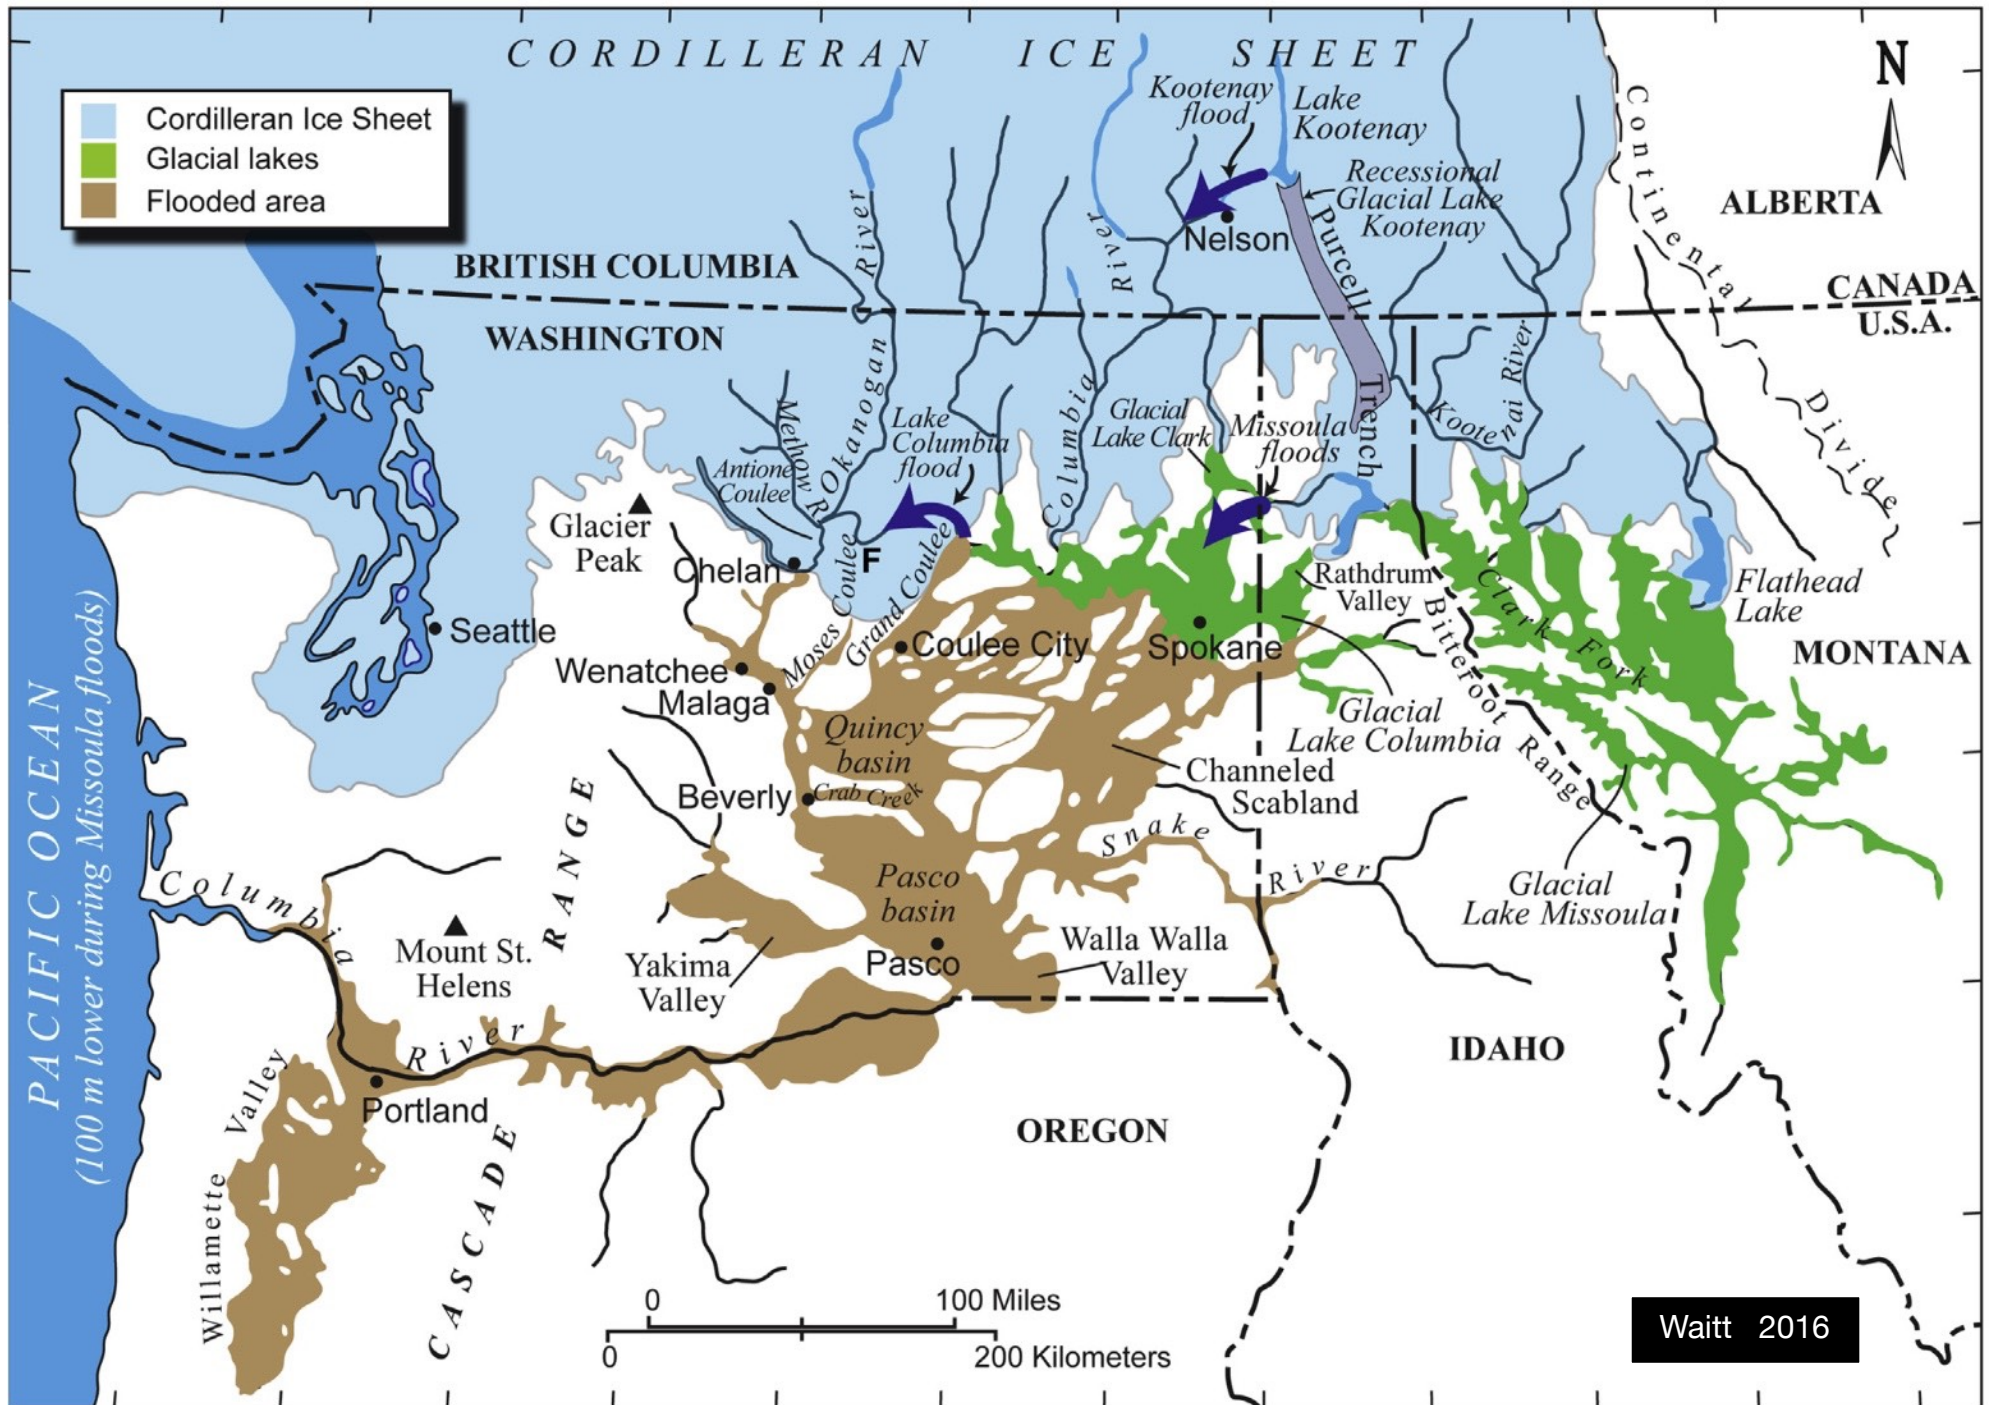 CORDILLERAN ICE SHEET
N
Cordilleran Ice Sheet
Glacial lakes
Flooded area
Kootenay
flood
Lake
Kootenay
Recessional
Glacial Lake
Kootenay
Continental Divide
ALBERTA
Nelson
Purcell Trench
River
River
BRITISH COLUMBIA
CANADA
U.S.A.
WASHINGTON
Okanogan
Methow R
Columbia
Kootenai River
Lake
Columbia
flood
Glacial
Lake Clark
Missoula
floods
Antione
Coulee
Glacier
Peak
Chelan
F
Moses Coulee
Grand Coulee
Rathdrum
Valley
Clark Fork
Flathead
Lake
Bitteroot Range
Seattle
Coulee City
Spokane
MONTANA
Wenatchee
Malaga
Quincy
basin
Glacial
Lake Columbia
Channeled
Scabland
Beverly
Crab Creek
PACIFIC OCEAN
(100 m lower during Missoula floods)
Snake River
Columbia River
Pasco
basin
Glacial
Lake Missoula
Mount St.
Helens
CASCADE RANGE
Yakima
Valley
Pasco
Walla Walla
Valley
IDAHO
Portland
OREGON
Willamette Valley
0 100 Miles
0 200 Kilometers
Waitt 2016